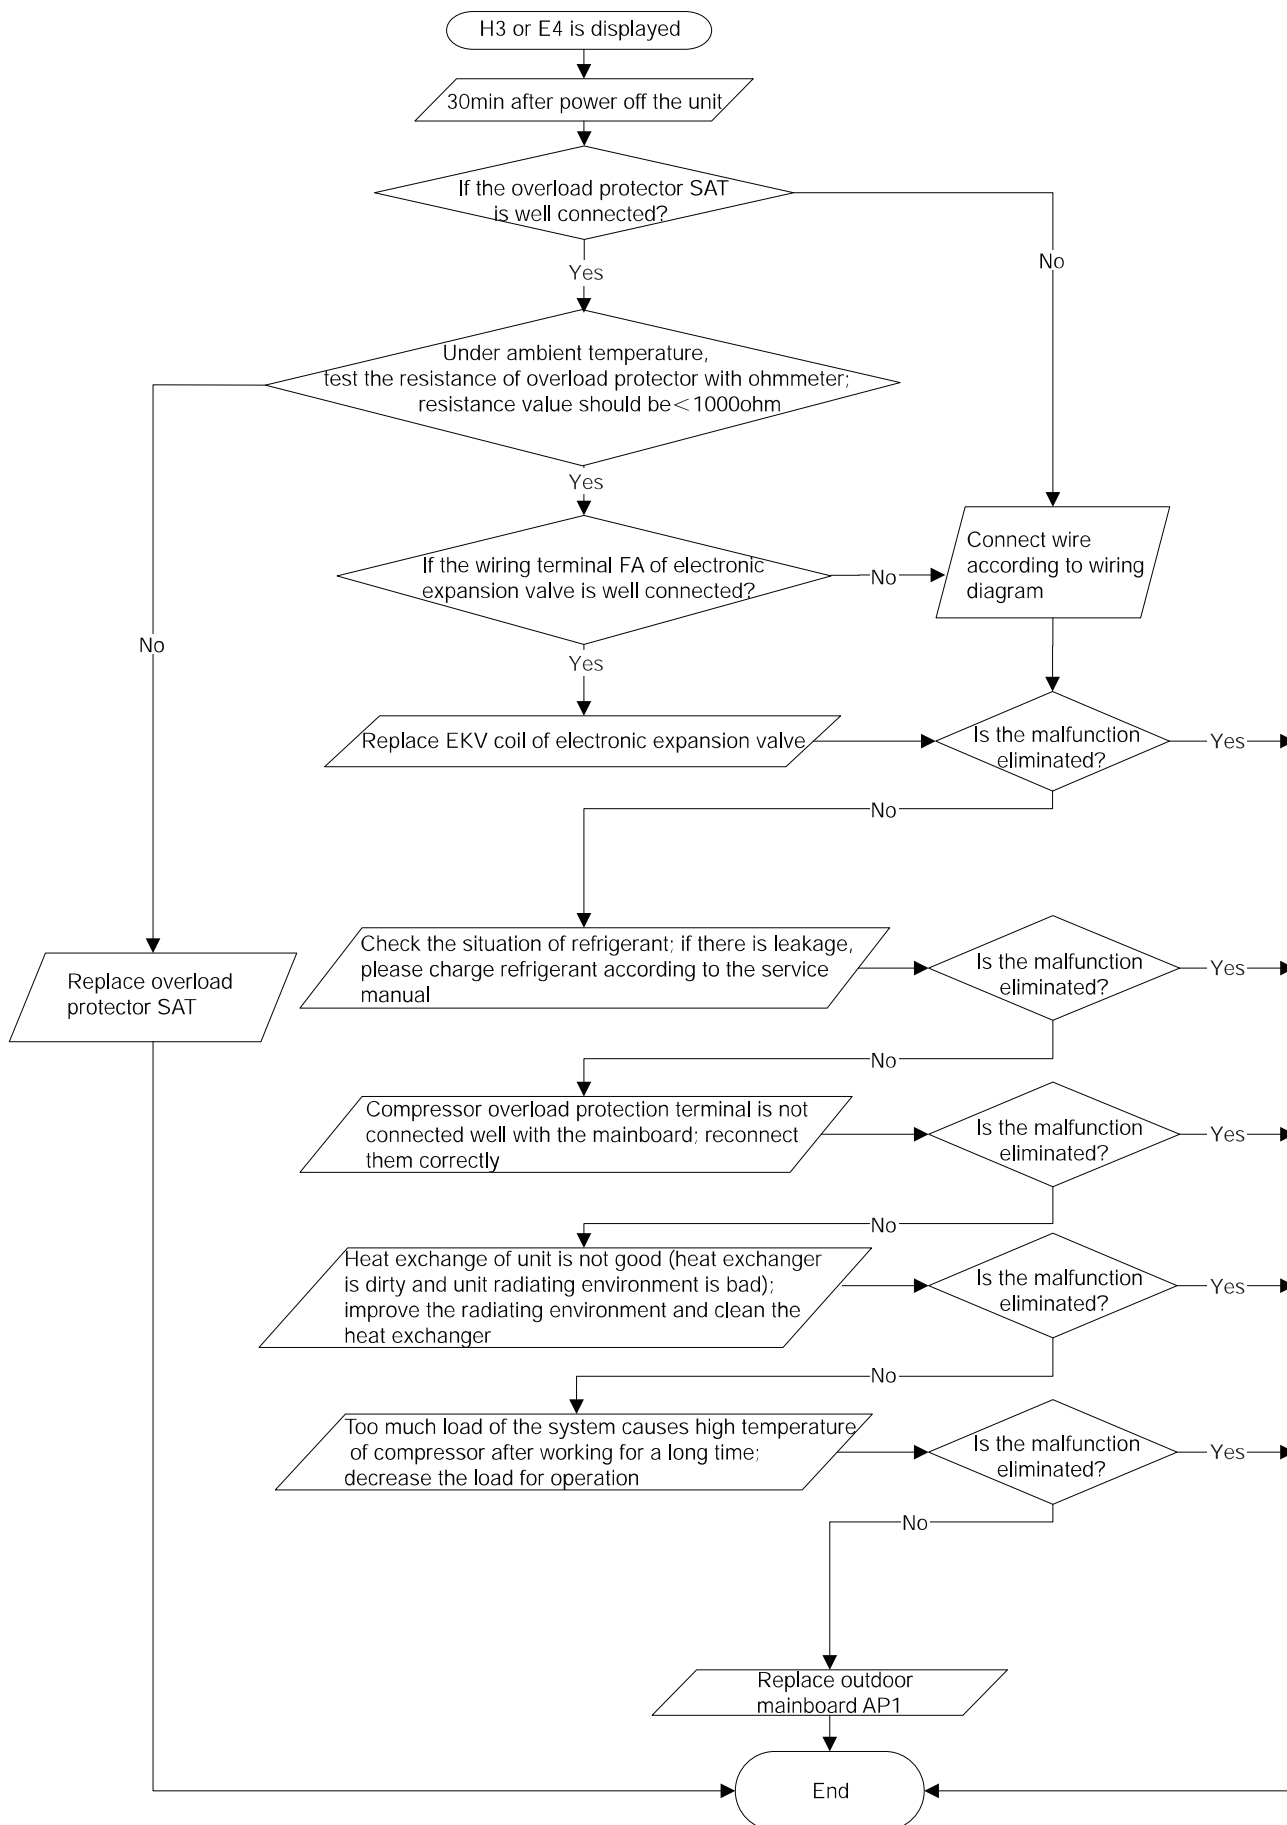 H3 or E4 is displayed
30min after power off the unit
If the overload protector SAT
is well connected?
No
Yes
Under ambient temperature,
test the resistance of overload protector with ohmmeter;
resistance value should be<1000ohm
Yes
If the wiring terminal FA of electronic
expansion valve is well connected?
No
Connect wire
according to wiring
diagram
No
Yes
Replace EKV coil of electronic expansion valve
Is the malfunction
eliminated?
Yes
No
Check the situation of refrigerant; if there is leakage,
please charge refrigerant according to the service
manual
Is the malfunction
eliminated?
Yes
Replace overload
protector SAT
No
Compressor overload protection terminal is not
connected well with the mainboard; reconnect
them correctly
Is the malfunction
eliminated?
Yes
No
Heat exchange of unit is not good (heat exchanger
is dirty and unit radiating environment is bad);
improve the radiating environment and clean the
heat exchanger
Is the malfunction
eliminated?
Yes
No
Too much load of the system causes high temperature
of compressor after working for a long time;
decrease the load for operation
Is the malfunction
eliminated?
Yes
No
Replace outdoor
mainboard AP1
End